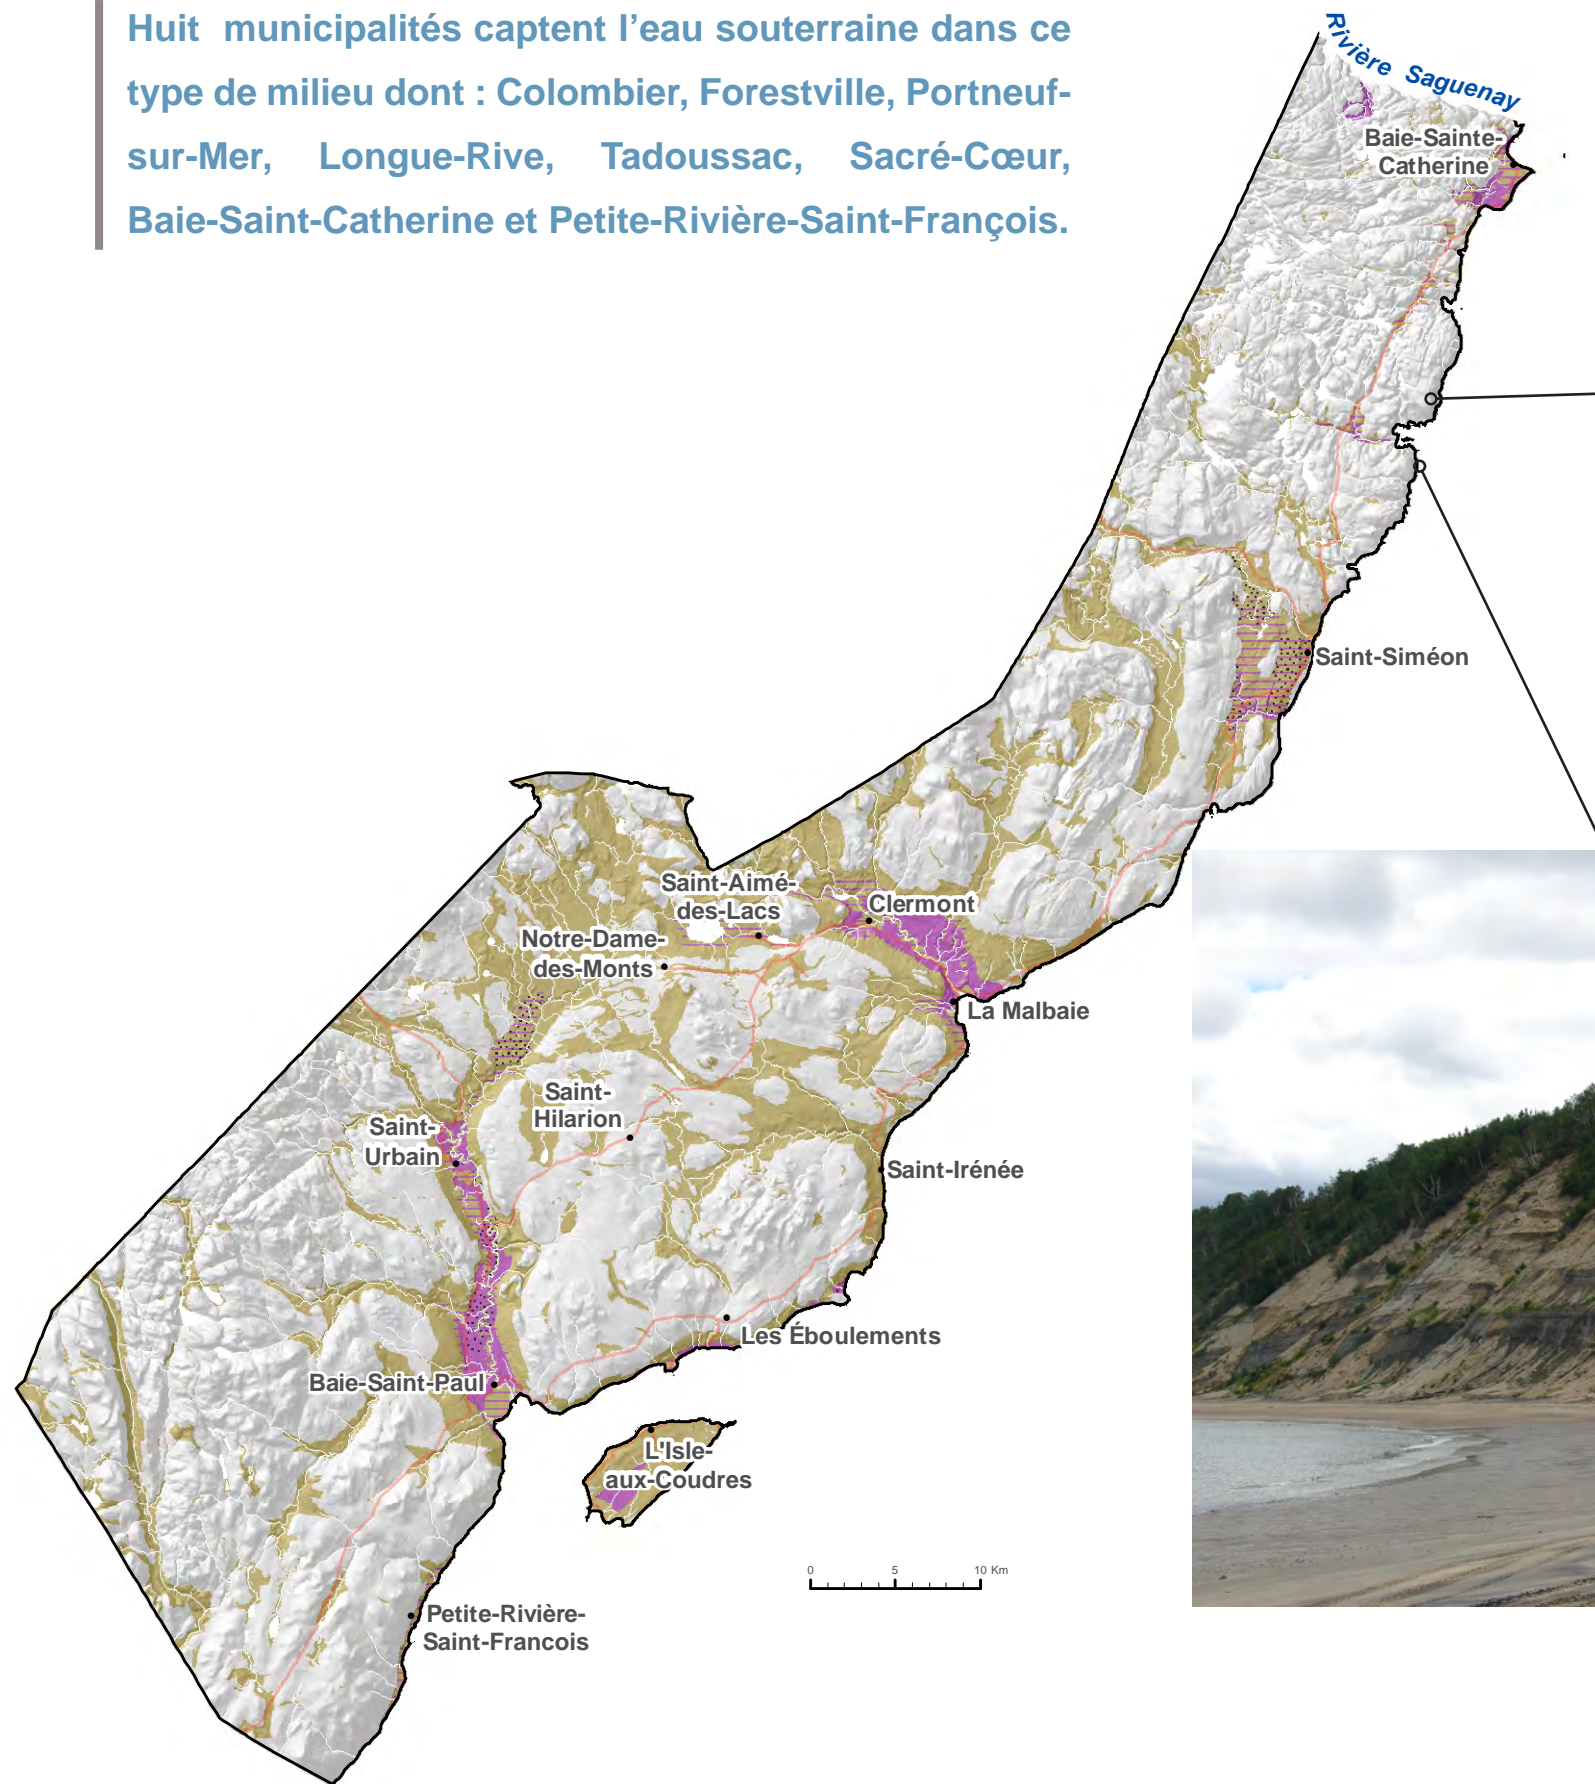 Huit municipalités captent l'eau souterraine dans ce
type de milieu dont : Colombier, Forestville, Portneuf-
sur-Mer, Longue-Rive, Tadoussac, Sacré-Cœur,
Baie-Saint-Catherine et Petite-Rivière-Saint-François.
Rivière Saguenay
Baie-Sainte-
Catherine
Saint-Siméon
Saint-Aimé-
des-Lacs
Clermont
Notre-Dame-
des-Monts
La Malbaie
Saint-
Hilarion
Saint-
Urbain
Saint-Irénée
Les Éboulements
Baie-Saint-Paul
L'Isle-
aux-Coudres
0 5 10 Km
Petite-Rivière-
Saint-Francois